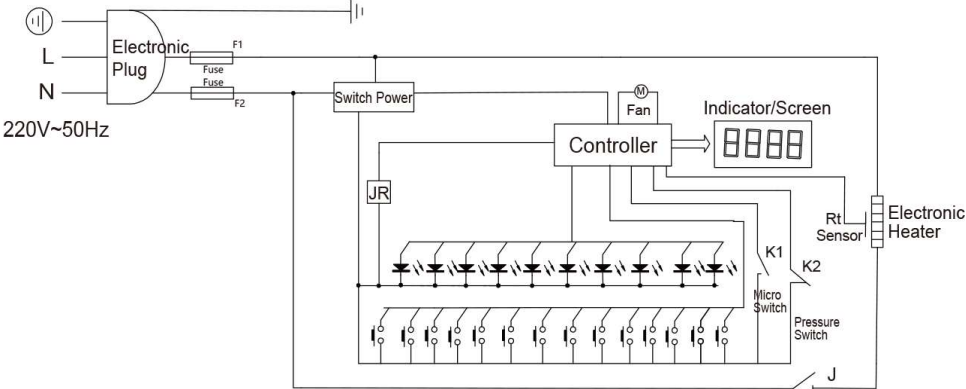 Electronic
Plug
L
N
220V~50Hz
F1
Fuse
Fuse
F2
Switch Power
M
Fan
Controller
Indicator/Screen
8888
JR
Rt
Sensor
Electronic
Heater
K1
K2
Micro
Switch
Pressure
Switch
J